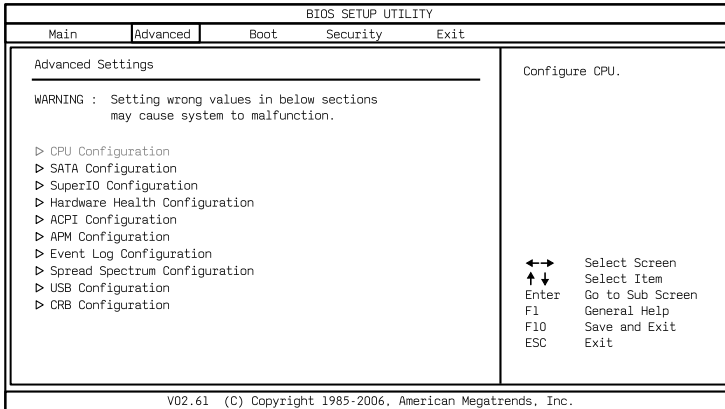 BIOS SETUP UTILITY
Main Advanced Boot Security Exit
Advanced Settings
WARNING : Setting wrong values in below sections
may cause system to malfunction.
▷ CPU Configuration
▷ SATA Configuration
▷ SuperIO Configuration
▷ Hardware Health Configuration
▷ ACPI Configuration
▷ APM Configuration
▷ Event Log Configuration
▷ Spread Spectrum Configuration
▷ USB Configuration
▷ CRB Configuration
Configure CPU.
←→ Select Screen
↑↓ Select Item
Enter Go to Sub Screen
F1 General Help
F10 Save and Exit
ESC Exit
V02.61 (C) Copyright 1985-2006, American Megatrends, Inc.